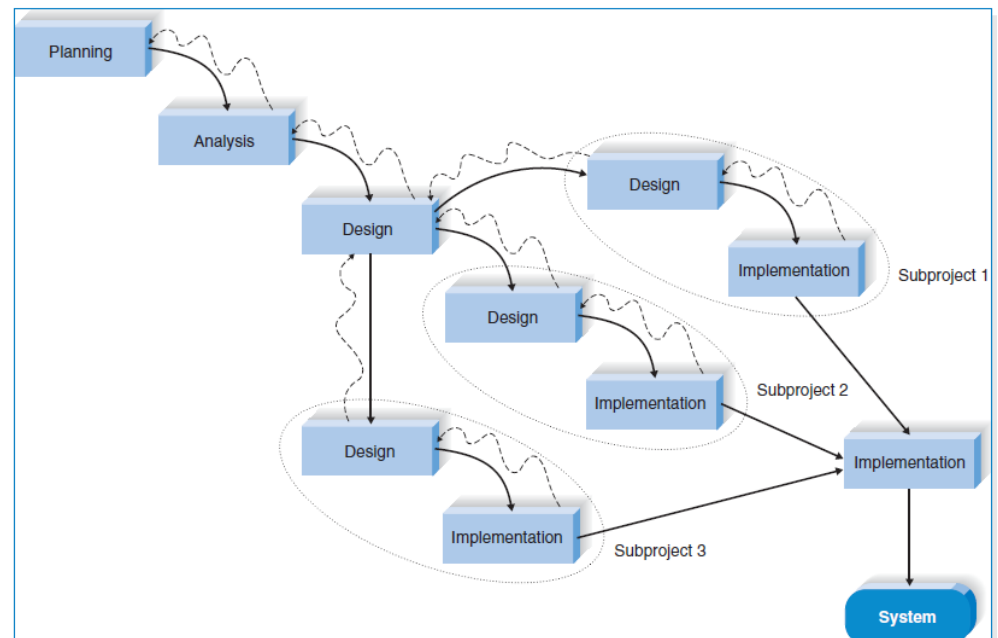 Planning
Analysis
Design
Design
Implementation
Subproject 1
Design
Implementation
Subproject 2
Design
Implementation
Subproject 3
Implementation
System